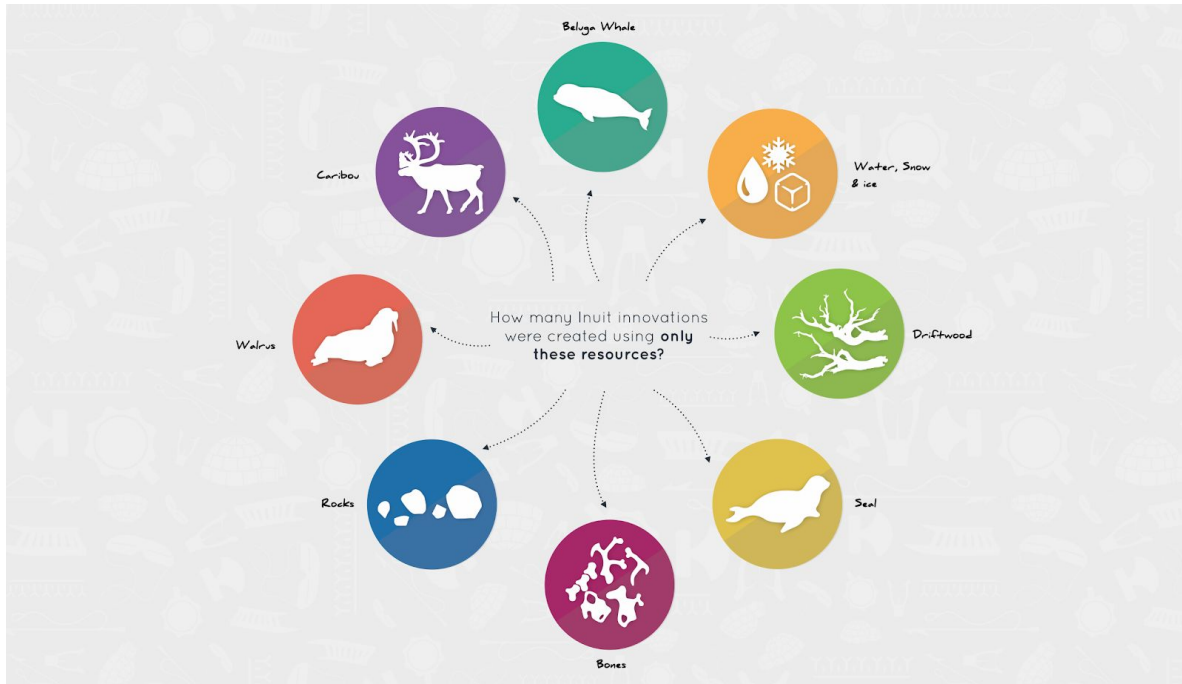 Beluga Whale
Caribou
Water, Snow
& ice
How many Inuit innovations
were created using only
these resources?
Walrus
Driftwood
Rocks
Seal
Bones